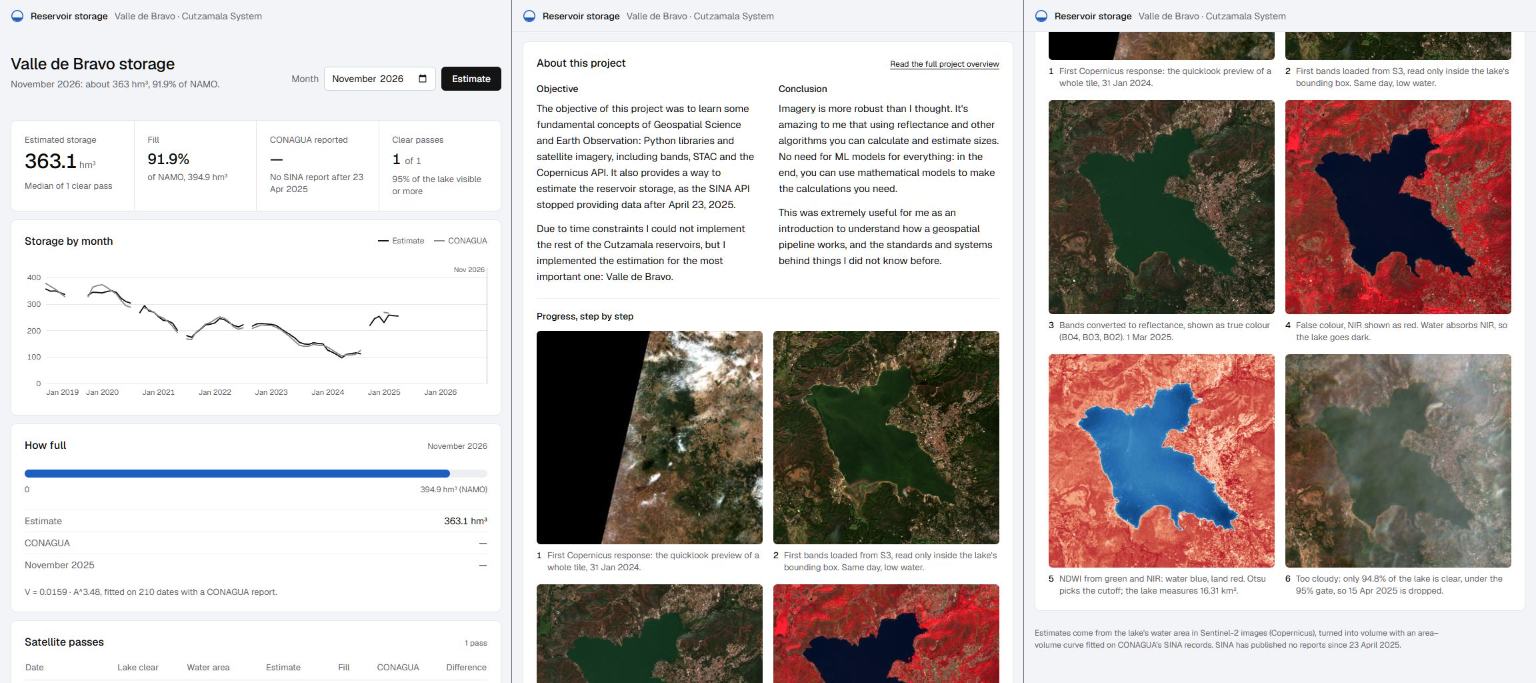 Reservoir storage Valle de Bravo · Cutzamala System
Valle de Bravo storage
November 2026: about 363 hm³, 91.9% of NAMO.
Month November 2026 Estimate
Estimated storage
363.1 hm³
Median of 1 clear pass
Fill
91.9%
of NAMO, 394.9 hm³
CONAGUA reported
—
No SINA report after 23
Apr 2025
Clear passes
1 of 1
95% of the lake visible
or more
Storage by month
Estimate CONAGUA
Nov 2026
400
300
200
100
0
Jan 2019 Jan 2020 Jan 2021 Jan 2022 Jan 2023 Jan 2024 Jan 2025 Jan 2026
How full November 2026
0 394.9 hm³ (NAMO)
Estimate 363.1 hm³
CONAGUA —
November 2025 —
V = 0.0159 · A^3.48, fitted on 210 dates with a CONAGUA report.
Satellite passes 1 pass
Date Lake clear Water area Estimate Fill CONAGUA Difference
Reservoir storage Valle de Bravo · Cutzamala System
About this project Read the full project overview
Objective
The objective of this project was to learn some
fundamental concepts of Geospatial Science
and Earth Observation: Python libraries and
satellite imagery, including bands, STAC and the
Copernicus API. It also provides a way to
estimate the reservoir storage, as the SINA API
stopped providing data after April 23, 2025.
Due to time constraints I could not implement
the rest of the Cutzamala reservoirs, but I
implemented the estimation for the most
important one: Valle de Bravo.
Conclusion
Imagery is more robust than I thought. It's
amazing to me that using reflectance and other
algorithms you can calculate and estimate sizes.
No need for ML models for everything: in the
end, you can use mathematical models to make
the calculations you need.
This was extremely useful for me as an
introduction to understand how a geospatial
pipeline works, and the standards and systems
behind things I did not know before.
Progress, step by step
1 First Copernicus response: the quicklook preview of a
whole tile, 31 Jan 2024.
2 First bands loaded from S3, read only inside the lake's
bounding box. Same day, low water.
Reservoir storage Valle de Bravo · Cutzamala System
1 First Copernicus response: the quicklook preview of a
whole tile, 31 Jan 2024.
2 First bands loaded from S3, read only inside the lake's
bounding box. Same day, low water.
3 Bands converted to reflectance, shown as true colour
(B04, B03, B02). 1 Mar 2025.
4 False colour, NIR shown as red. Water absorbs NIR, so
the lake goes dark.
5 NDWI from green and NIR: water blue, land red. Otsu
picks the cutoff; the lake measures 16.31 km².
6 Too cloudy; only 94.8% of the lake is clear, under the
95% gate, so 15 Apr 2025 is dropped.
Estimates come from the lake's water area in Sentinel-2 images (Copernicus), turned into volume with an area–
volume curve fitted on CONAGUA's SINA records. SINA has published no reports since 23 April 2025.